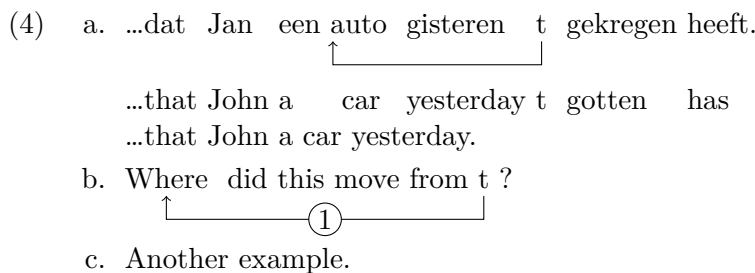 (4) a. …dat Jan een auto gisteren t gekregen heeft.
…that John a car yesterday t gotten has
…that John a car yesterday.
b. Where did this move from t ?
1
c. Another example.